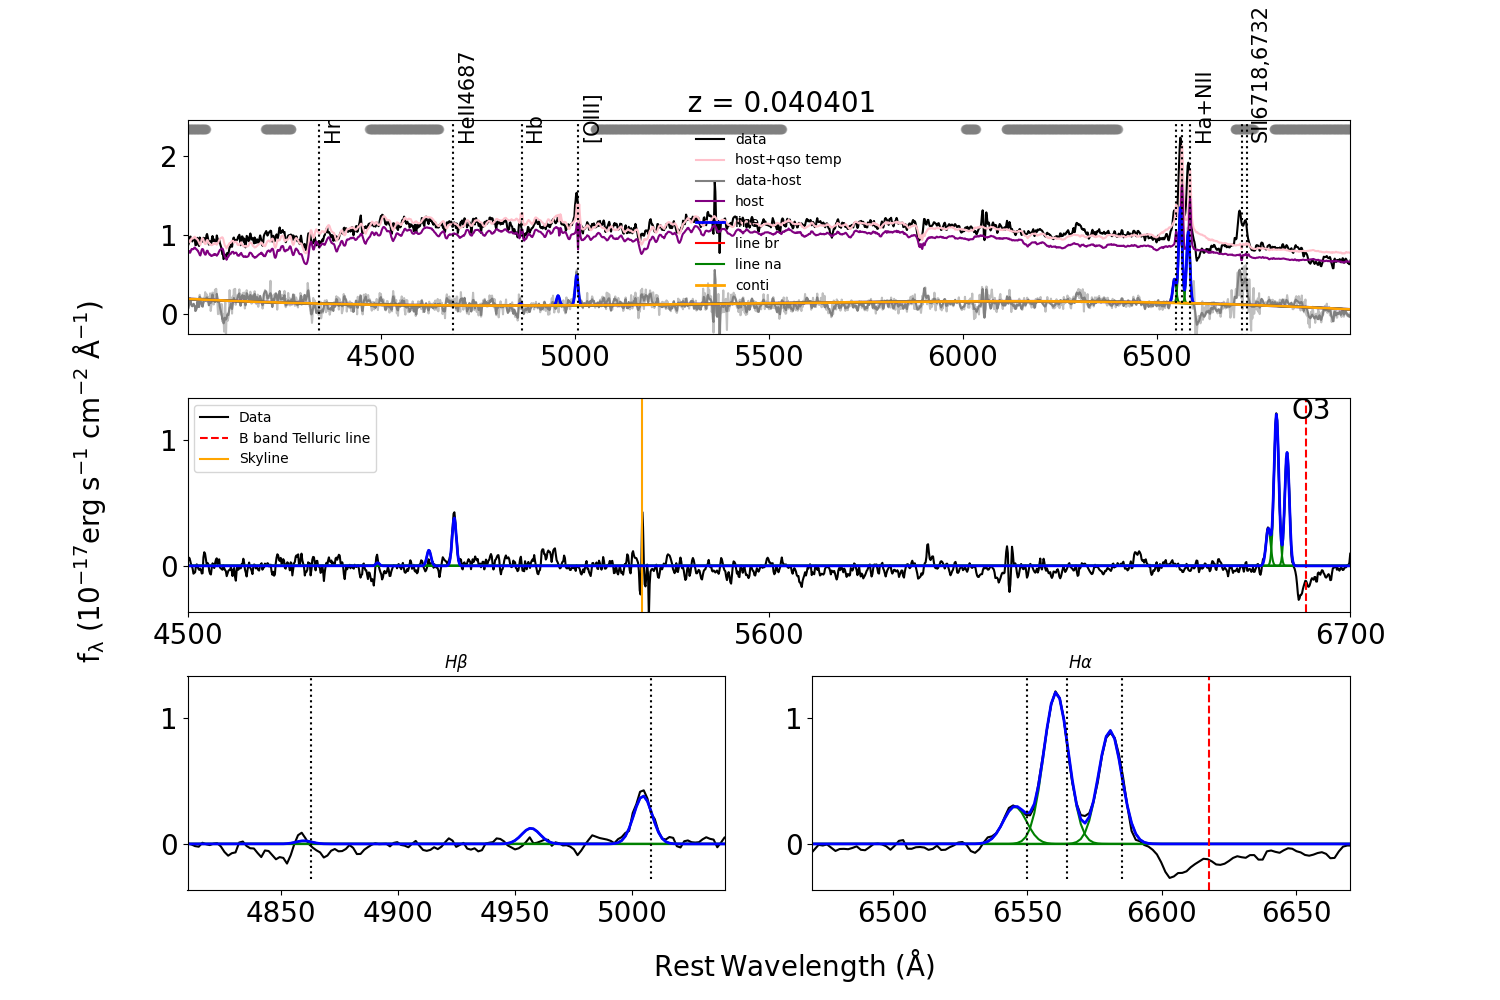 z = 0.040401
Hr
HeII4687
Hb
[OIII]
Ha+NII
SII6718,6732
data
host+qso temp
data-host
host
line br
line na
conti
2
1
0
4500
5000
5500
6000
6500
f_λ (10⁻¹⁷erg s⁻¹ cm⁻² Å⁻¹)
Data
B band Telluric line
Skyline
O3
1
0
4500
5600
6700
Hβ
1
0
4850
4900
4950
5000
Hα
1
0
6500
6550
6600
6650
Rest Wavelength (Å)